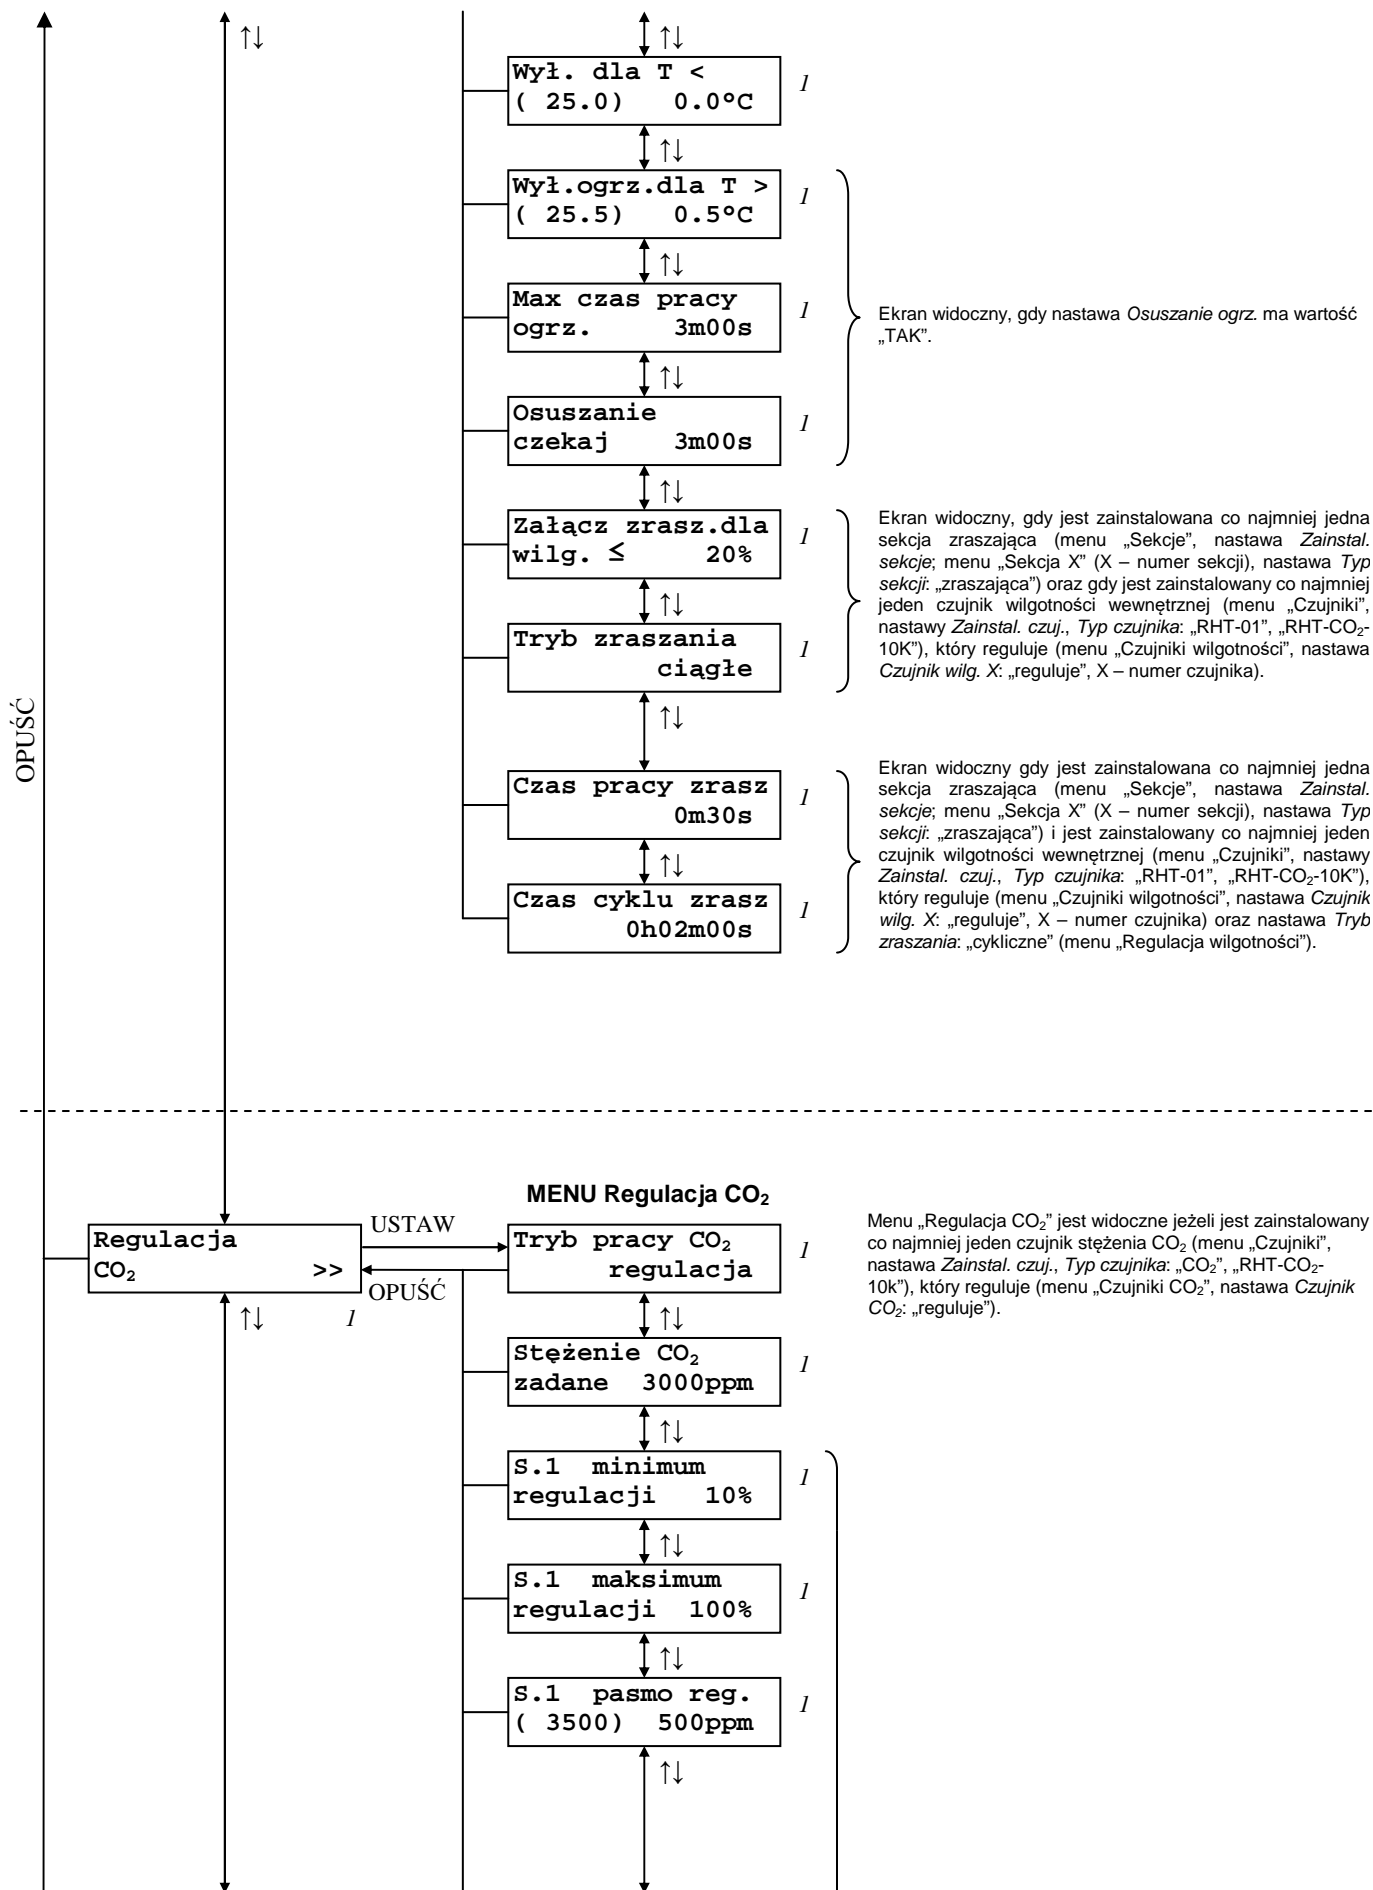 ↑↓
↑↓
Wył. dla T <
( 25.0) 0.0°C
1
↑↓
Wył.ogrz.dla T >
( 25.5) 0.5°C
1
↑↓
Max czas pracy
ogrz. 3m00s
1
Ekran widoczny, gdy nastawa Osuszanie ogrz. ma wartość
„TAK”.
↑↓
Osuszanie
czekaj 3m00s
1
↑↓
Załącz zrasz.dla
wilg. ≤ 20%
1
Ekran widoczny, gdy jest zainstalowana co najmniej jedna
sekcja zraszająca (menu „Sekcje”, nastawa Zainstal.
sekcje; menu „Sekcja X” (X – numer sekcji), nastawa Typ
sekcji: „zraszająca”) oraz gdy jest zainstalowany co najmniej
jeden czujnik wilgotności wewnętrznej (menu „Czujniki”,
nastawy Zainstal. czuj., Typ czujnika: „RHT-01”, „RHT-CO₂-
10K”), który reguluje (menu „Czujniki wilgotności”, nastawa
Czujnik wilg. X: „reguluje”, X – numer czujnika).
↑↓
Tryb zraszania
ciągłe
1
↑↓
OPUŚĆ
Czas pracy zrasz
0m30s
1
Ekran widoczny gdy jest zainstalowana co najmniej jedna
sekcja zraszająca (menu „Sekcje”, nastawa Zainstal.
sekcje; menu „Sekcja X” (X – numer sekcji), nastawa Typ
sekcji: „zraszająca”) i jest zainstalowany co najmniej jeden
czujnik wilgotności wewnętrznej (menu „Czujniki”, nastawy
Zainstal. czuj., Typ czujnika: „RHT-01”, „RHT-CO₂-10K”),
który reguluje (menu „Czujniki wilgotności”, nastawa Czujnik
wilg. X: „reguluje”, X – numer czujnika) oraz nastawa Tryb
zraszania: „cykliczne” (menu „Regulacja wilgotności”).
↑↓
Czas cyklu zrasz
0h02m00s
1
MENU Regulacja CO₂
Regulacja
CO₂ >>
↑↓ 1
USTAW
OPUŚĆ
Tryb pracy CO₂
regulacja
1
Menu „Regulacja CO₂” jest widoczne jeżeli jest zainstalowany
co najmniej jeden czujnik stężenia CO₂ (menu „Czujniki”,
nastawa Zainstal. czuj., Typ czujnika: „CO₂”, „RHT-CO₂-
10k”), który reguluje (menu „Czujniki CO₂”, nastawa Czujnik
CO₂: „reguluje”).
↑↓
Stężenie CO₂
zadane 3000ppm
1
↑↓
S.1 minimum
regulacji 10%
1
↑↓
S.1 maksimum
regulacji 100%
1
↑↓
S.1 pasmo reg.
( 3500) 500ppm
1
↑↓